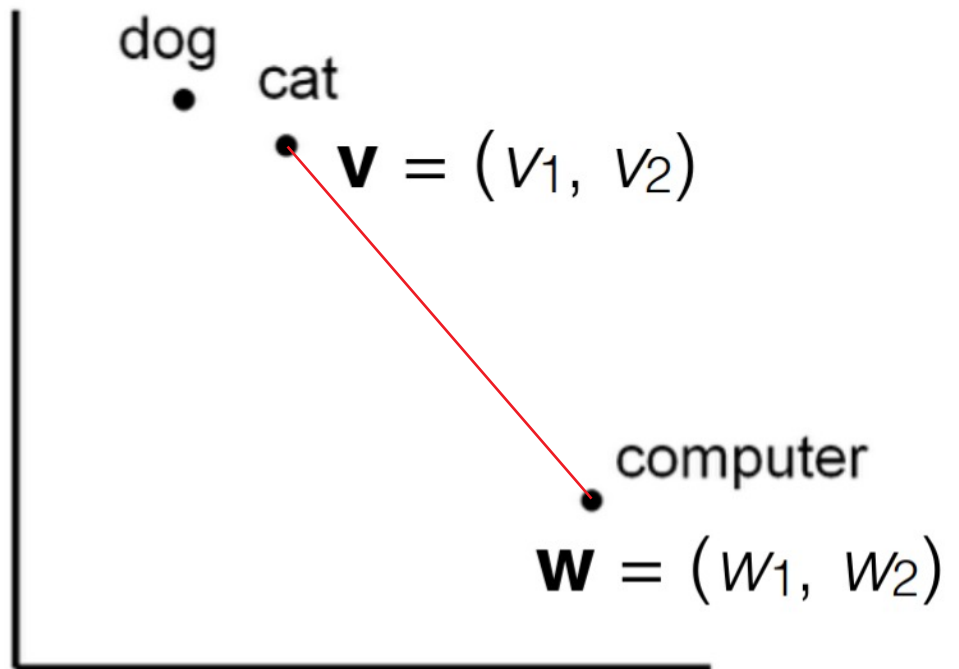 dog
cat
v = (v1, v2)
computer
w = (w1, w2)